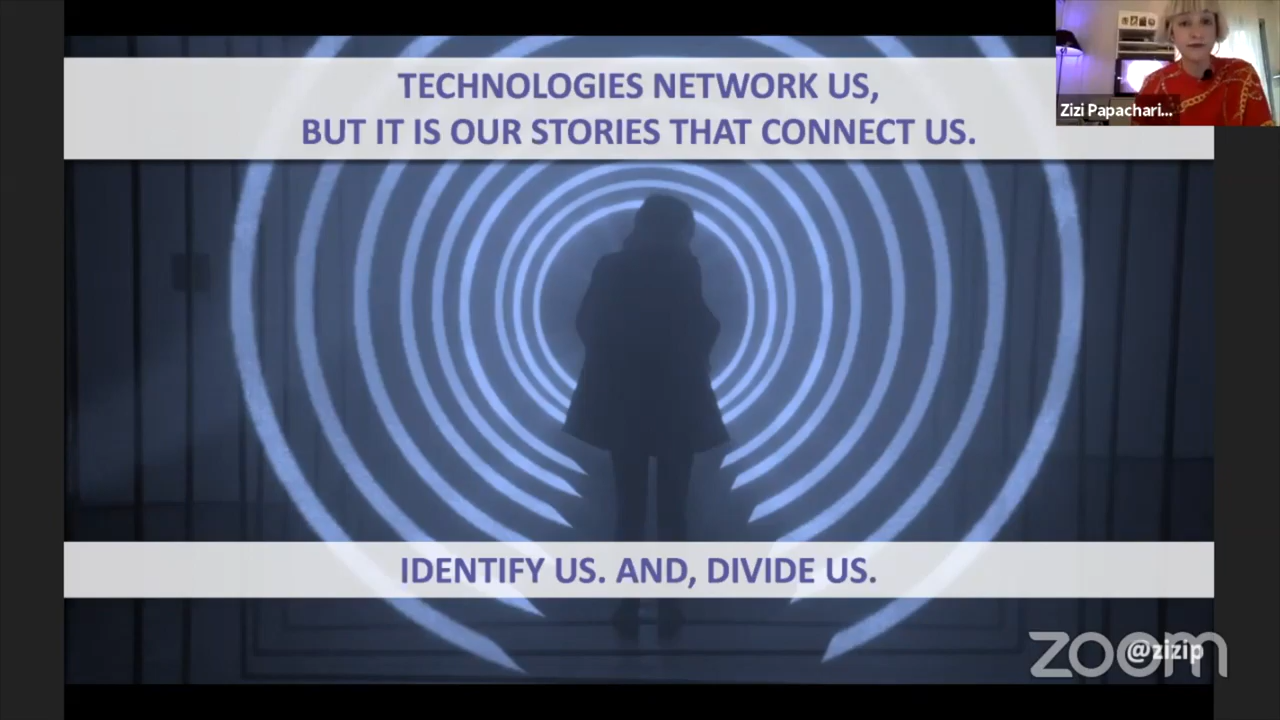 TECHNOLOGIES NETWORK US,
BUT IT IS OUR STORIES THAT CONNECT US.
Zizi Papachari...
IDENTIFY US. AND, DIVIDE US.
zoom
@zizip